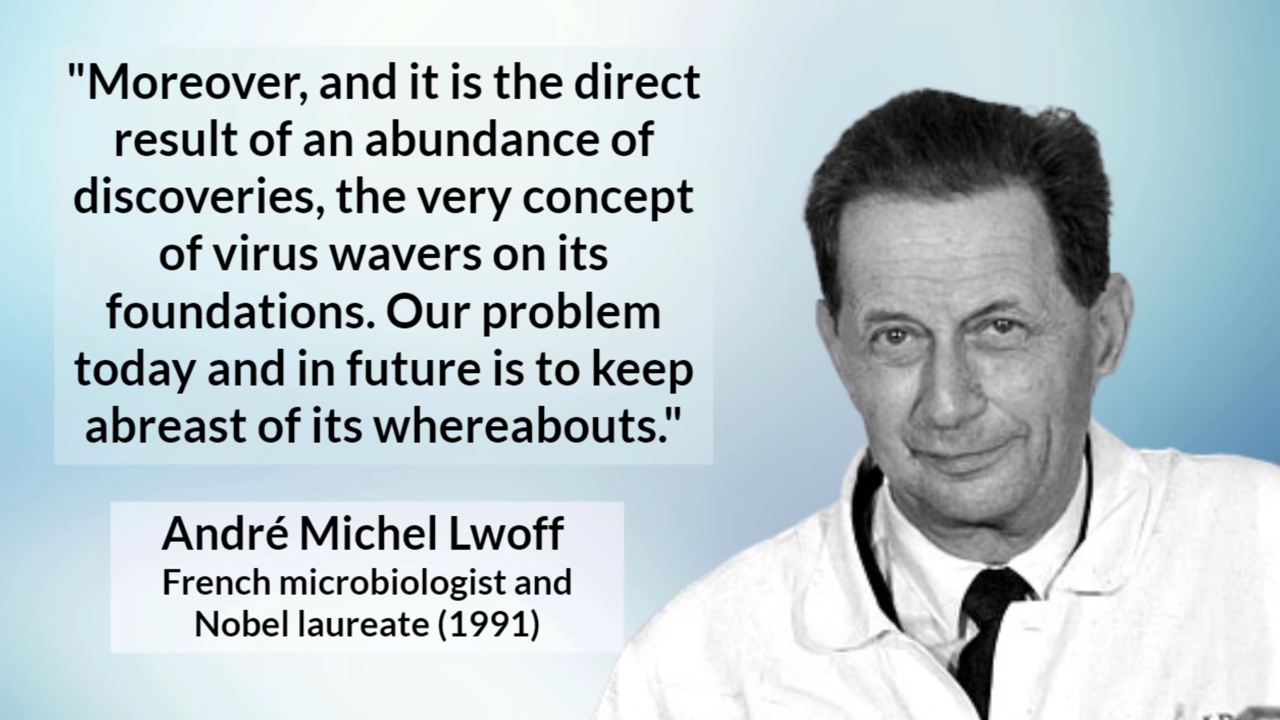 "Moreover, and it is the direct
result of an abundance of
discoveries, the very concept
of virus wavers on its
foundations. Our problem
today and in future is to keep
abreast of its whereabouts."
André Michel Lwoff
French microbiologist and
Nobel laureate (1991)